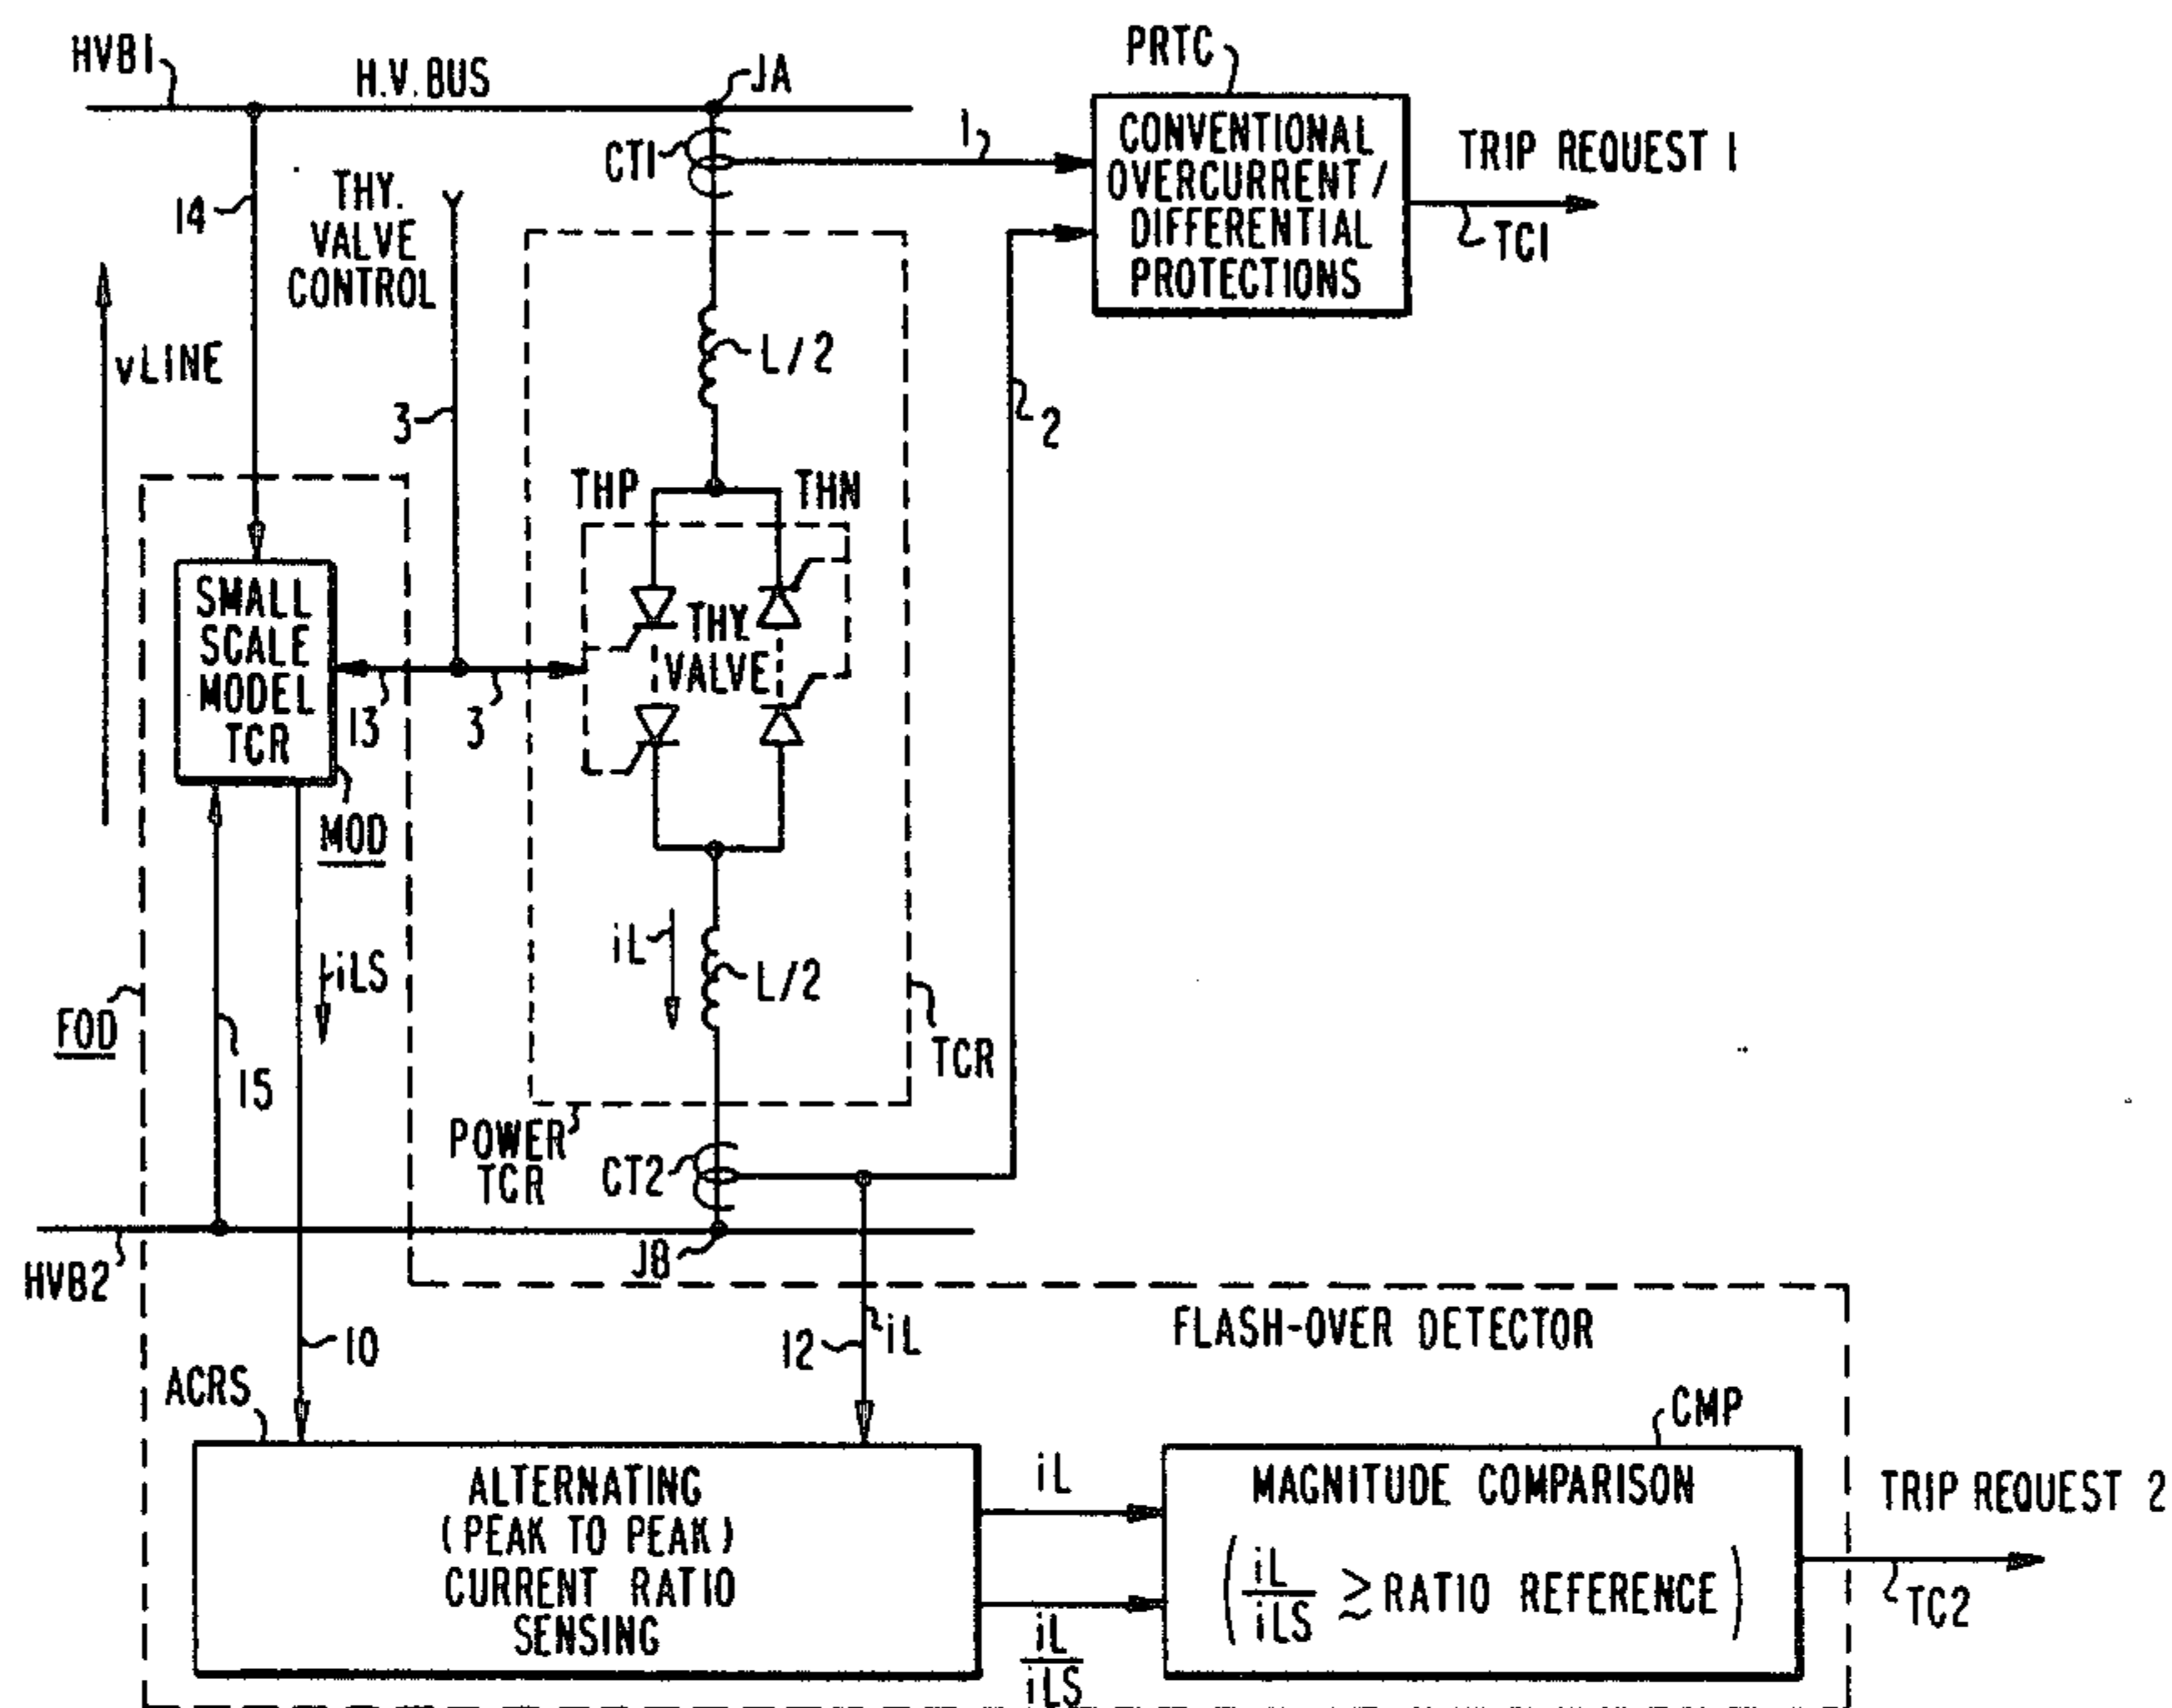 HVB1
H.V. BUS
JA
PRTC
CT1
1
CONVENTIONAL
OVERCURRENT/
DIFFERENTIAL
PROTECTIONS
TRIP REQUEST 1
TC1
14
THY.
VALVE
CONTROL
vLINE
L/2
3
2
THP
THN
SMALL
SCALE
MODEL
TCR
THY.
VALVE
13
3
MOD
iL
iLS
L/2
FOD
TCR
15
POWER
TCR
CT2
JB
HVB2
FLASH-OVER DETECTOR
10
12
iL
ACRS
CMP
ALTERNATING
(PEAK TO PEAK)
CURRENT RATIO
SENSING
iL
iL
iLS
MAGNITUDE COMPARISON
(iL/iLS ≳ RATIO REFERENCE)
TRIP REQUEST 2
TC2